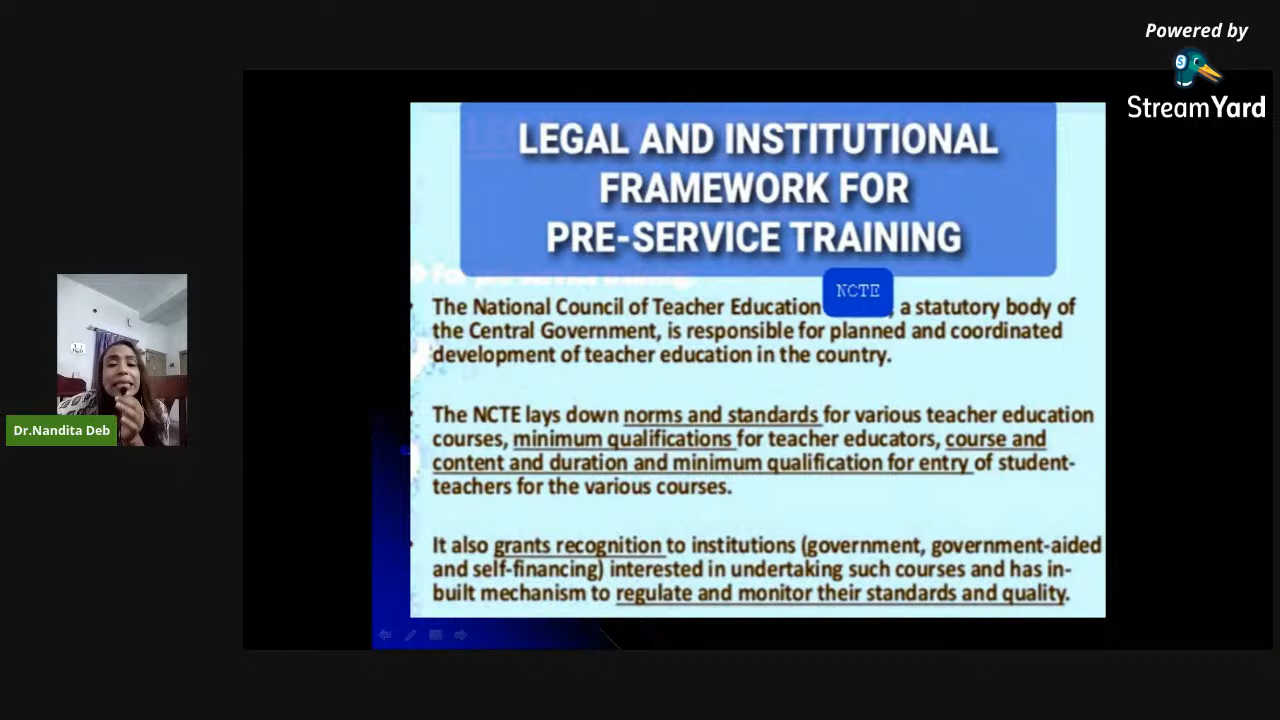 Powered by
StreamYard
LEGAL AND INSTITUTIONAL
FRAMEWORK FOR
PRE-SERVICE TRAINING
The National Council of Teacher Education NCTE, a statutory body of
the Central Government, is responsible for planned and coordinated
development of teacher education in the country.
The NCTE lays down norms and standards for various teacher education
courses, minimum qualifications for teacher educators, course and
content and duration and minimum qualification for entry of student-
teachers for the various courses.
It also grants recognition to institutions (government, government-aided
and self-financing) interested in undertaking such courses and has in-
built mechanism to regulate and monitor their standards and quality.
Dr.Nandita Deb